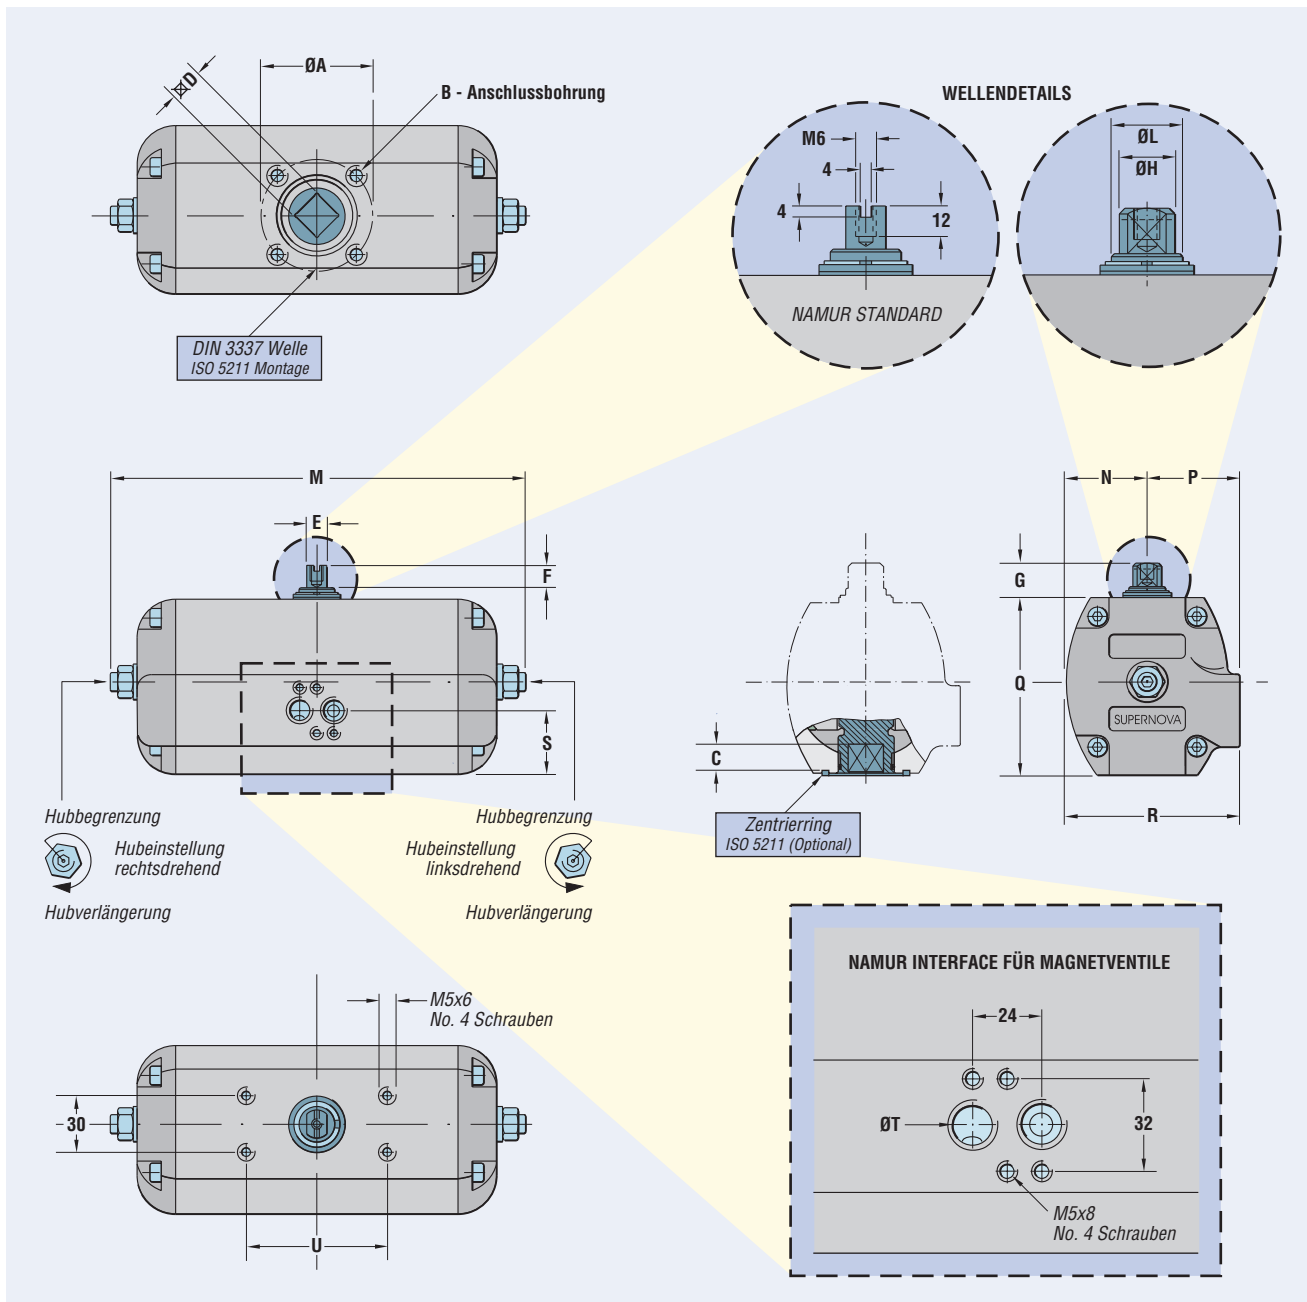 ⌧D
ØA
B - Anschlussbohrung
DIN 3337 Welle
ISO 5211 Montage
WELLENDETAILS
M6
4
4
12
NAMUR STANDARD
ØL
ØH
M
E
F
S
Hubbegrenzung
Hubeinstellung
rechtsdrehend
Hubverlängerung
Hubbegrenzung
Hubeinstellung
linksdrehend
Hubverlängerung
C
Zentrierring
ISO 5211 (Optional)
N
P
G
Q
SUPERNOVA
R
M5x6
No. 4 Schrauben
30
U
NAMUR INTERFACE FÜR MAGNETVENTILE
24
ØT
32
M5x8
No. 4 Schrauben